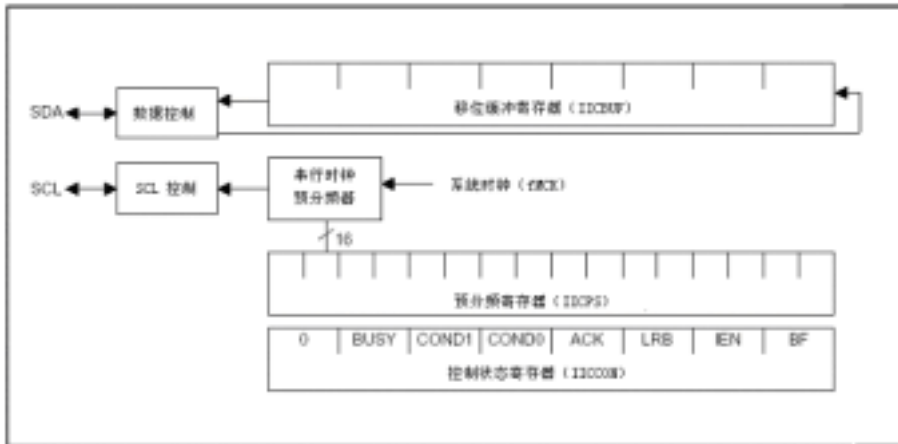 移位缓冲寄存器（IICBUF）
SDA
数据控制
串行时钟
预分频器
SCL
SCL 控制
系统时钟（fMCK）
16
预分频寄存器（IICPS）
0 BUSY COND1 COND0 ACK LRB IEN BF
控制状态寄存器（IICCON）